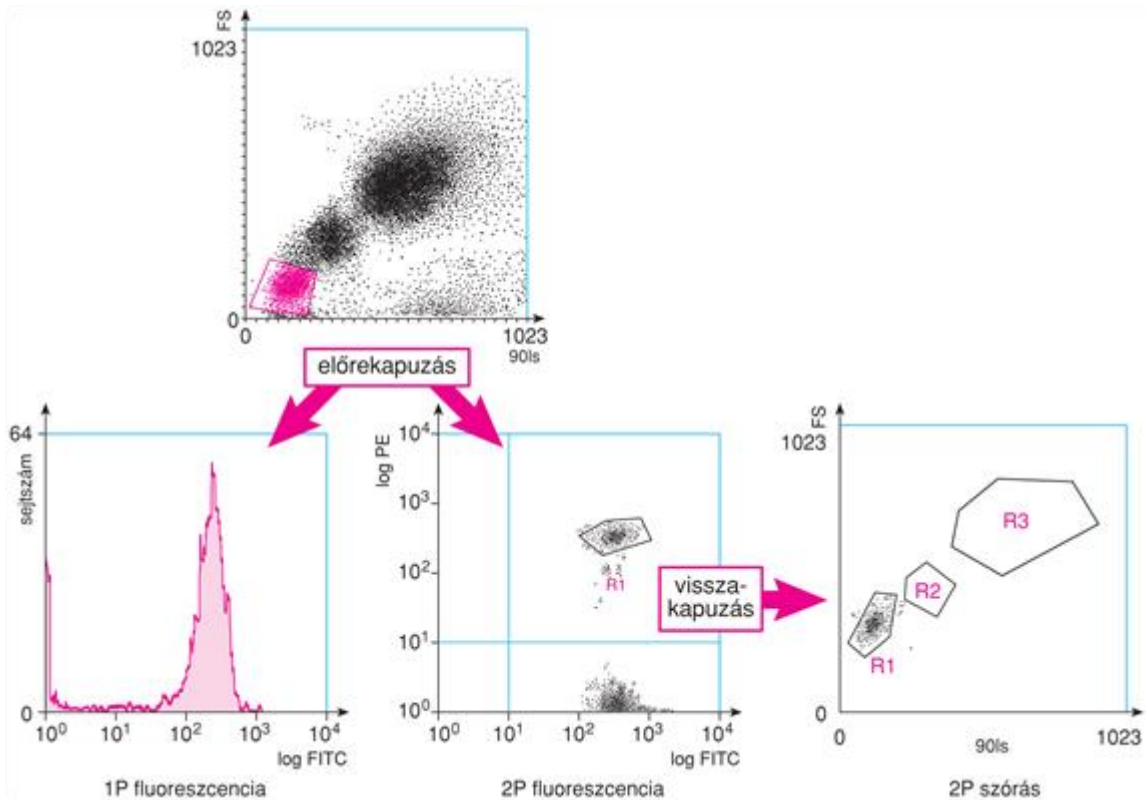 FS
1023
0
0
1023
90ls
előrekapuzás
64
sejtszám
0
10⁰
10¹
10²
10³
10⁴
log FITC
1P fluoreszcencia
log PE
10⁴
10³
10²
10¹
10⁰
R1
10⁰
10¹
10²
10³
10⁴
log FITC
2P fluoreszcencia
vissza-
kapuzás
FS
1023
R3
R2
R1
0
0
90ls
1023
2P szórás